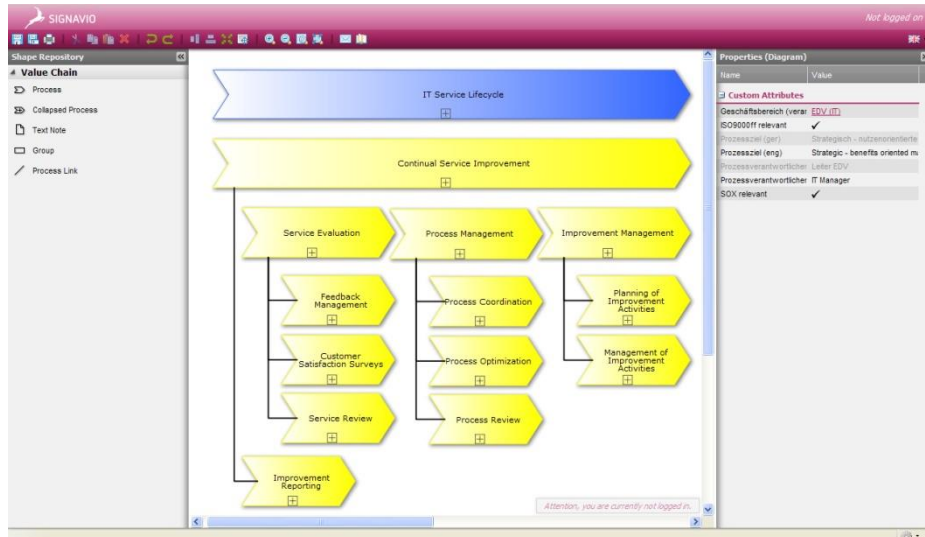 SIGNAVIO
Not logged on
Shape Repository
Value Chain
Process
Collapsed Process
Text Note
Group
Process Link
IT Service Lifecycle
Continual Service Improvement
Service Evaluation
Process Management
Improvement Management
Feedback
Management
Process Coordination
Planning of
Improvement
Activities
Customer
Satisfaction Surveys
Process Optimization
Management of
Improvement
Activities
Service Review
Process Review
Improvement
Reporting
Attention, you are currently not logged in.
Properties (Diagram)
Name Value
Custom Attributes
Geschäftsbereich (verar EDV (IT)
ISO9000ff relevant
Prozessziel (ger) Strategisch - nutzenorientierte
Prozessziel (eng) Strategic - benefits oriented m
Prozessverantwortlicher Leiter EDV
Prozessverantwortlicher IT Manager
SOX relevant